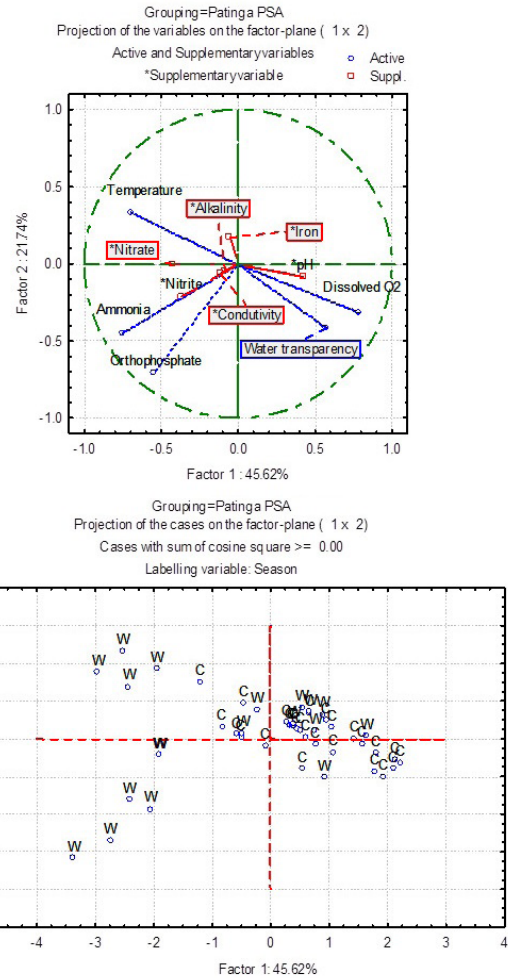 Grouping=Patinga PSA
Projection of the variables on the factor-plane ( 1 x 2)
Active and Supplementaryvariables
*Supplementaryvariable
Active
Suppl.
1.0
Temperature
*Alkalinity
0.5
*Iron
*Nitrate
Factor 2 : 21.74%
0.0
*pH
*Nitrite
Dissolved O2
Ammonia
*Condutivity
-0.5
Water transparency
Orthophosphate
-1.0
-1.0 -0.5 0.0 0.5 1.0
Factor 1 : 45.62%
Grouping=Patinga PSA
Projection of the cases on the factor-plane ( 1 x 2)
Cases with sum of cosine square >= 0.00
Labelling variable: Season
W
W W
W C
C W W C
C W C
C C W
C C C
W C C
C C
W
W W
W
W
-4 -3 -2 -1 0 1 2 3 4
Factor 1: 45.62%